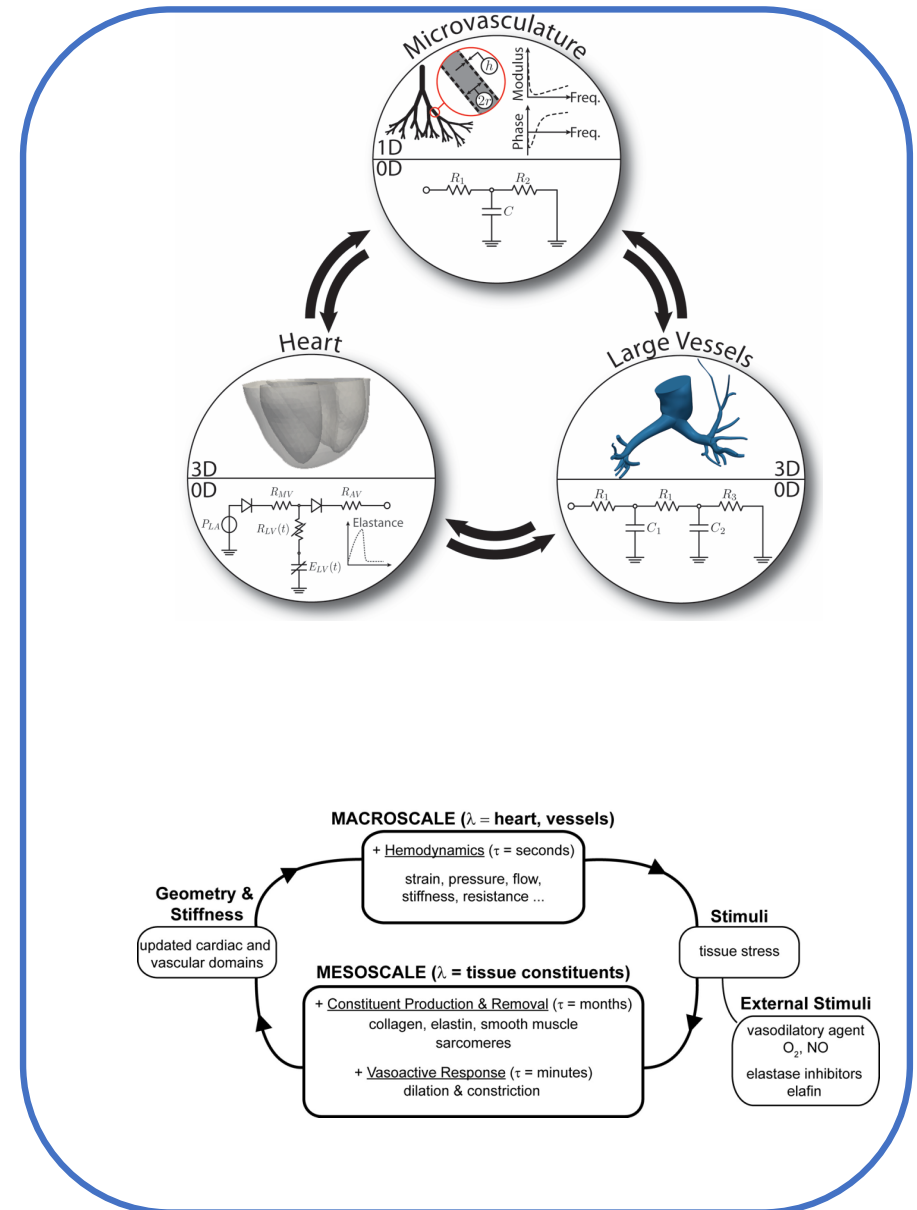 Microvasculature
h
2r
Modulus
Freq.
Phase
Freq.
1D
0D
R1
R2
C
Heart
3D
0D
RMV
RAV
PLA
RLV(t)
Elastance
ELV(t)
Large Vessels
3D
0D
R1
R1
R3
C1
C2
MACROSCALE (λ = heart, vessels)
+ Hemodynamics (τ = seconds)
strain, pressure, flow,
stiffness, resistance ...
Geometry &
Stiffness
updated cardiac and
vascular domains
Stimuli
tissue stress
MESOSCALE (λ = tissue constituents)
+ Constituent Production & Removal (τ = months)
collagen, elastin, smooth muscle
sarcomeres
+ Vasoactive Response (τ = minutes)
dilation & constriction
External Stimuli
vasodilatory agent
O2, NO
elastase inhibitors
elafin